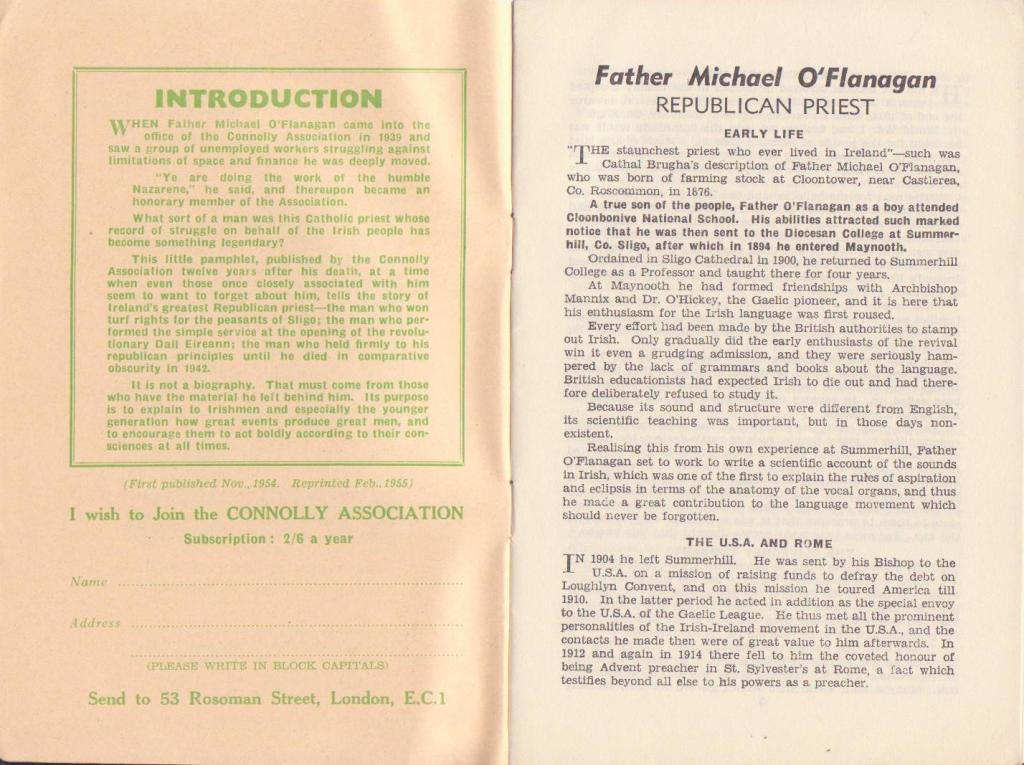 INTRODUCTION
WHEN Father Michael O'Flanagan came into the
office of the Connolly Association in 1939 and
saw a group of unemployed workers struggling against
limitations of space and finance he was deeply moved.
"Ye are doing the work of the humble
Nazarene," he said, and thereupon became an
honorary member of the Association.
What sort of a man was this Catholic priest whose
record of struggle on behalf of the Irish people has
become something legendary?
This little pamphlet, published by the Connolly
Association twelve years after his death, at a time
when even those once closely associated with him
seem to want to forget about him, tells the story of
Ireland's greatest Republican priest—the man who won
turf rights for the peasants of Sligo; the man who per-
formed the simple service at the opening of the revolu-
tionary Dail Eireann; the man who held firmly to his
republican principles until he died in comparative
obscurity in 1942.
It is not a biography. That must come from those
who have the material he left behind him. Its purpose
is to explain to Irishmen and especially the younger
generation how great events produce great men, and
to encourage them to act boldly according to their con-
sciences at all times.
(First published Nov., 1954. Reprinted Feb., 1955)
I wish to Join the CONNOLLY ASSOCIATION
Subscription : 2/6 a year
Name
Address
(PLEASE WRITE IN BLOCK CAPITALS)
Send to 53 Rosoman Street, London, E.C.1
Father Michael O'Flanagan
REPUBLICAN PRIEST
EARLY LIFE
"THE staunchest priest who ever lived in Ireland"—such was
Cathal Brugha's description of Father Michael O'Flanagan,
who was born of farming stock at Cloontower, near Castlerea,
Co. Roscommon, in 1876.
A true son of the people, Father O'Flanagan as a boy attended
Cloonbonive National School. His abilities attracted such marked
notice that he was then sent to the Diocesan College at Summer-
hill, Co. Sligo, after which in 1894 he entered Maynooth.
Ordained in Sligo Cathedral in 1900, he returned to Summerhill
College as a Professor and taught there for four years.
At Maynooth he had formed friendships with Archbishop
Mannix and Dr. O'Hickey, the Gaelic pioneer, and it is here that
his enthusiasm for the Irish language was first roused.
Every effort had been made by the British authorities to stamp
out Irish. Only gradually did the early enthusiasts of the revival
win it even a grudging admission, and they were seriously ham-
pered by the lack of grammars and books about the language.
British educationists had expected Irish to die out and had there-
fore deliberately refused to study it.
Because its sound and structure were different from English,
its scientific teaching was important, but in those days non-
existent.
Realising this from his own experience at Summerhill, Father
O'Flanagan set to work to write a scientific account of the sounds
in Irish, which was one of the first to explain the rules of aspiration
and eclipsis in terms of the anatomy of the vocal organs, and thus
he made a great contribution to the language movement which
should never be forgotten.
THE U.S.A. AND ROME
IN 1904 he left Summerhill. He was sent by his Bishop to the
U.S.A. on a mission of raising funds to defray the debt on
Loughlyn Convent, and on this mission he toured America till
1910. In the latter period he acted in addition as the special envoy
to the U.S.A. of the Gaelic League. He thus met all the prominent
personalities of the Irish-Ireland movement in the U.S.A., and the
contacts he made then were of great value to him afterwards. In
1912 and again in 1914 there fell to him the coveted honour of
being Advent preacher in St. Sylvester's at Rome, a fact which
testifies beyond all else to his powers as a preacher.